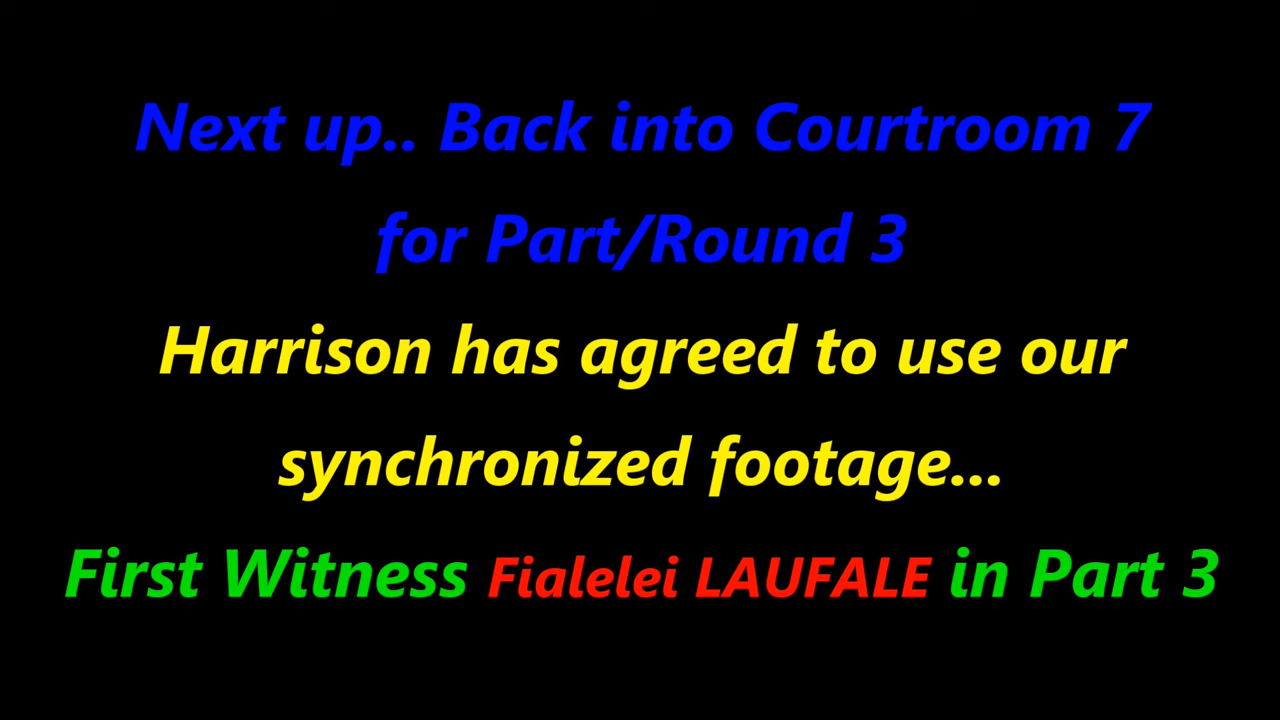 Next up.. Back into Courtroom 7
for Part/Round 3
Harrison has agreed to use our
synchronized footage...
First Witness Fialelei LAUFALE in Part 3